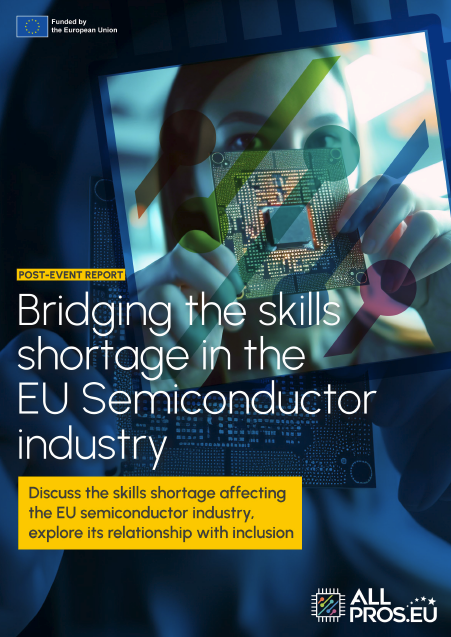 Funded by
the European Union
POST-EVENT REPORT
Bridging the skills
shortage in the
EU Semiconductor
industry
Discuss the skills shortage affecting
the EU semiconductor industry,
explore its relationship with inclusion
ALL
PROS.EU